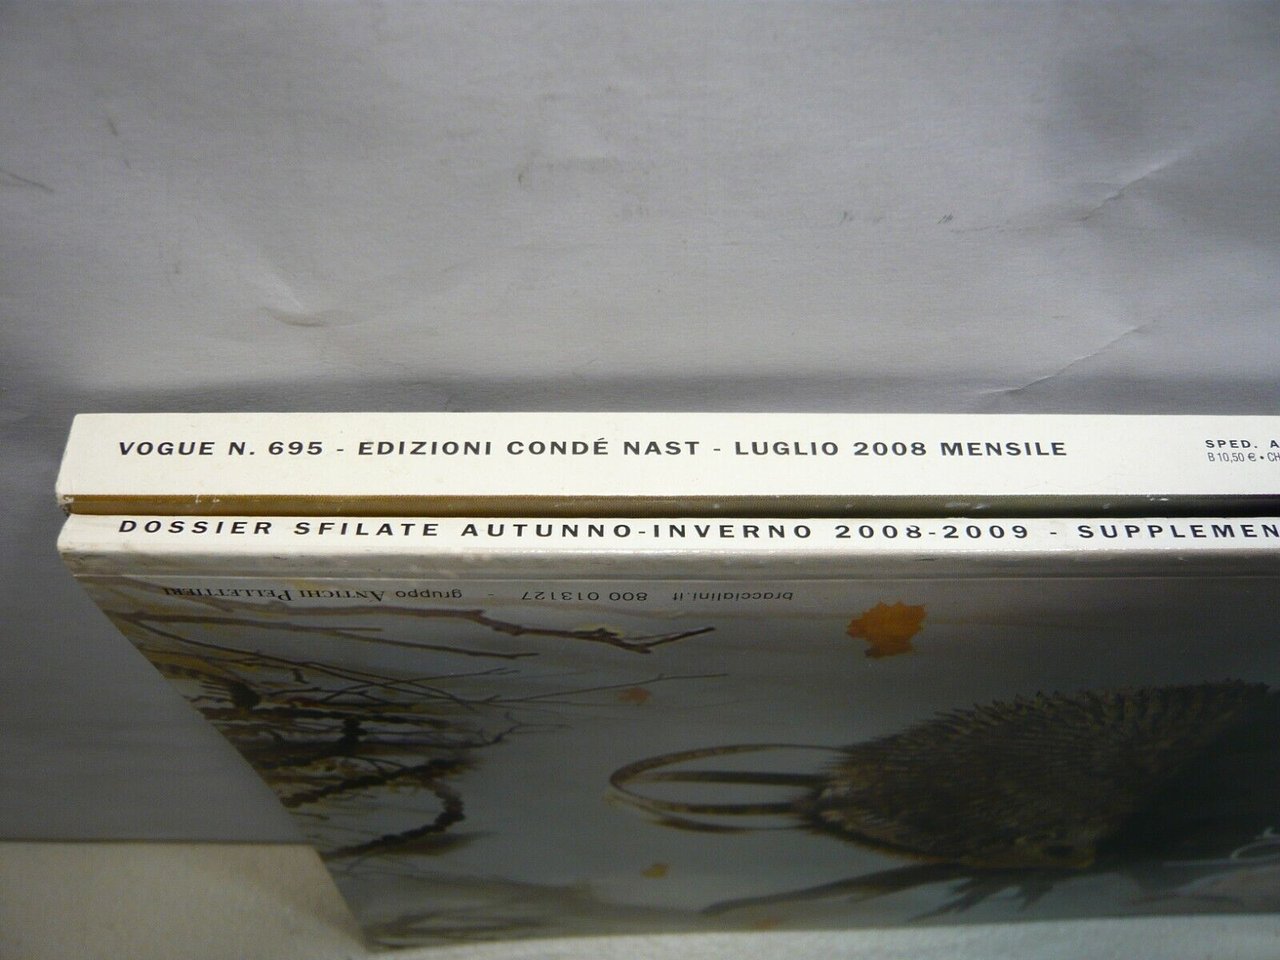 VOGUE N. 695 - EDIZIONI CONDÉ NAST - LUGLIO 2008 MENSILE
SPED. A
B 10,50 € • CH
DOSSIER SFILATE AUTUNNO-INVERNO 2008-2009 - SUPPLEMEN
braccialini.it 800 013127 - gruppo ANTICHI PELLETTIERI